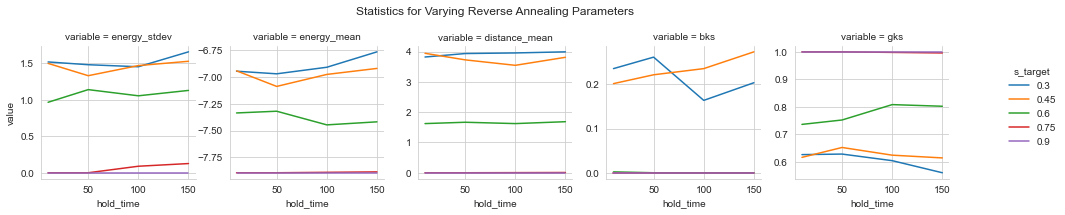 Statistics for Varying Reverse Annealing Parameters
variable = energy_stdev
variable = energy_mean
variable = distance_mean
variable = bks
variable = gks
value
1.5
1.0
0.5
0.0
50 100 150
hold_time
−6.75
−7.00
−7.25
−7.50
−7.75
50 100 150
hold_time
4
3
2
1
0
50 100 150
hold_time
0.2
0.1
0.0
50 100 150
hold_time
1.0
0.9
0.8
0.7
0.6
50 100 150
hold_time
s_target
0.3
0.45
0.6
0.75
0.9